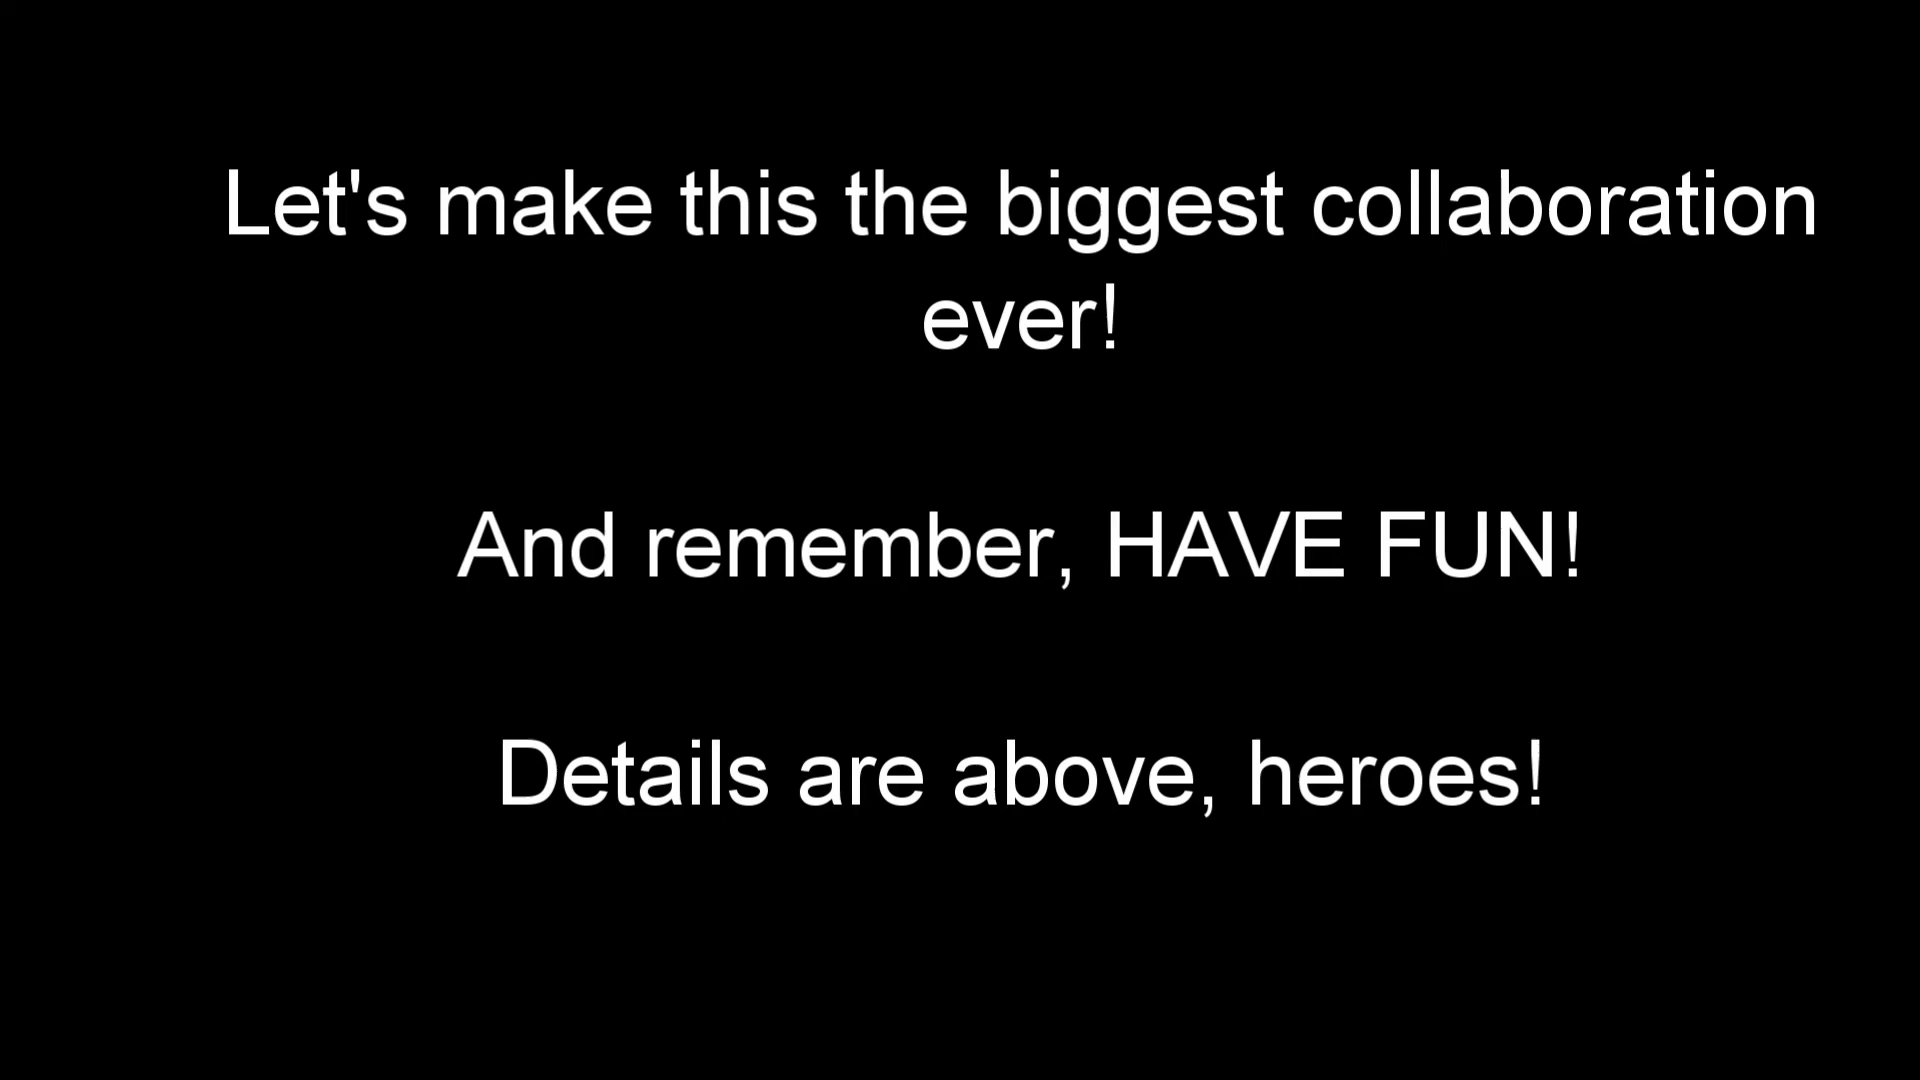 Let's make this the biggest collaboration
ever!
And remember, HAVE FUN!
Details are above, heroes!